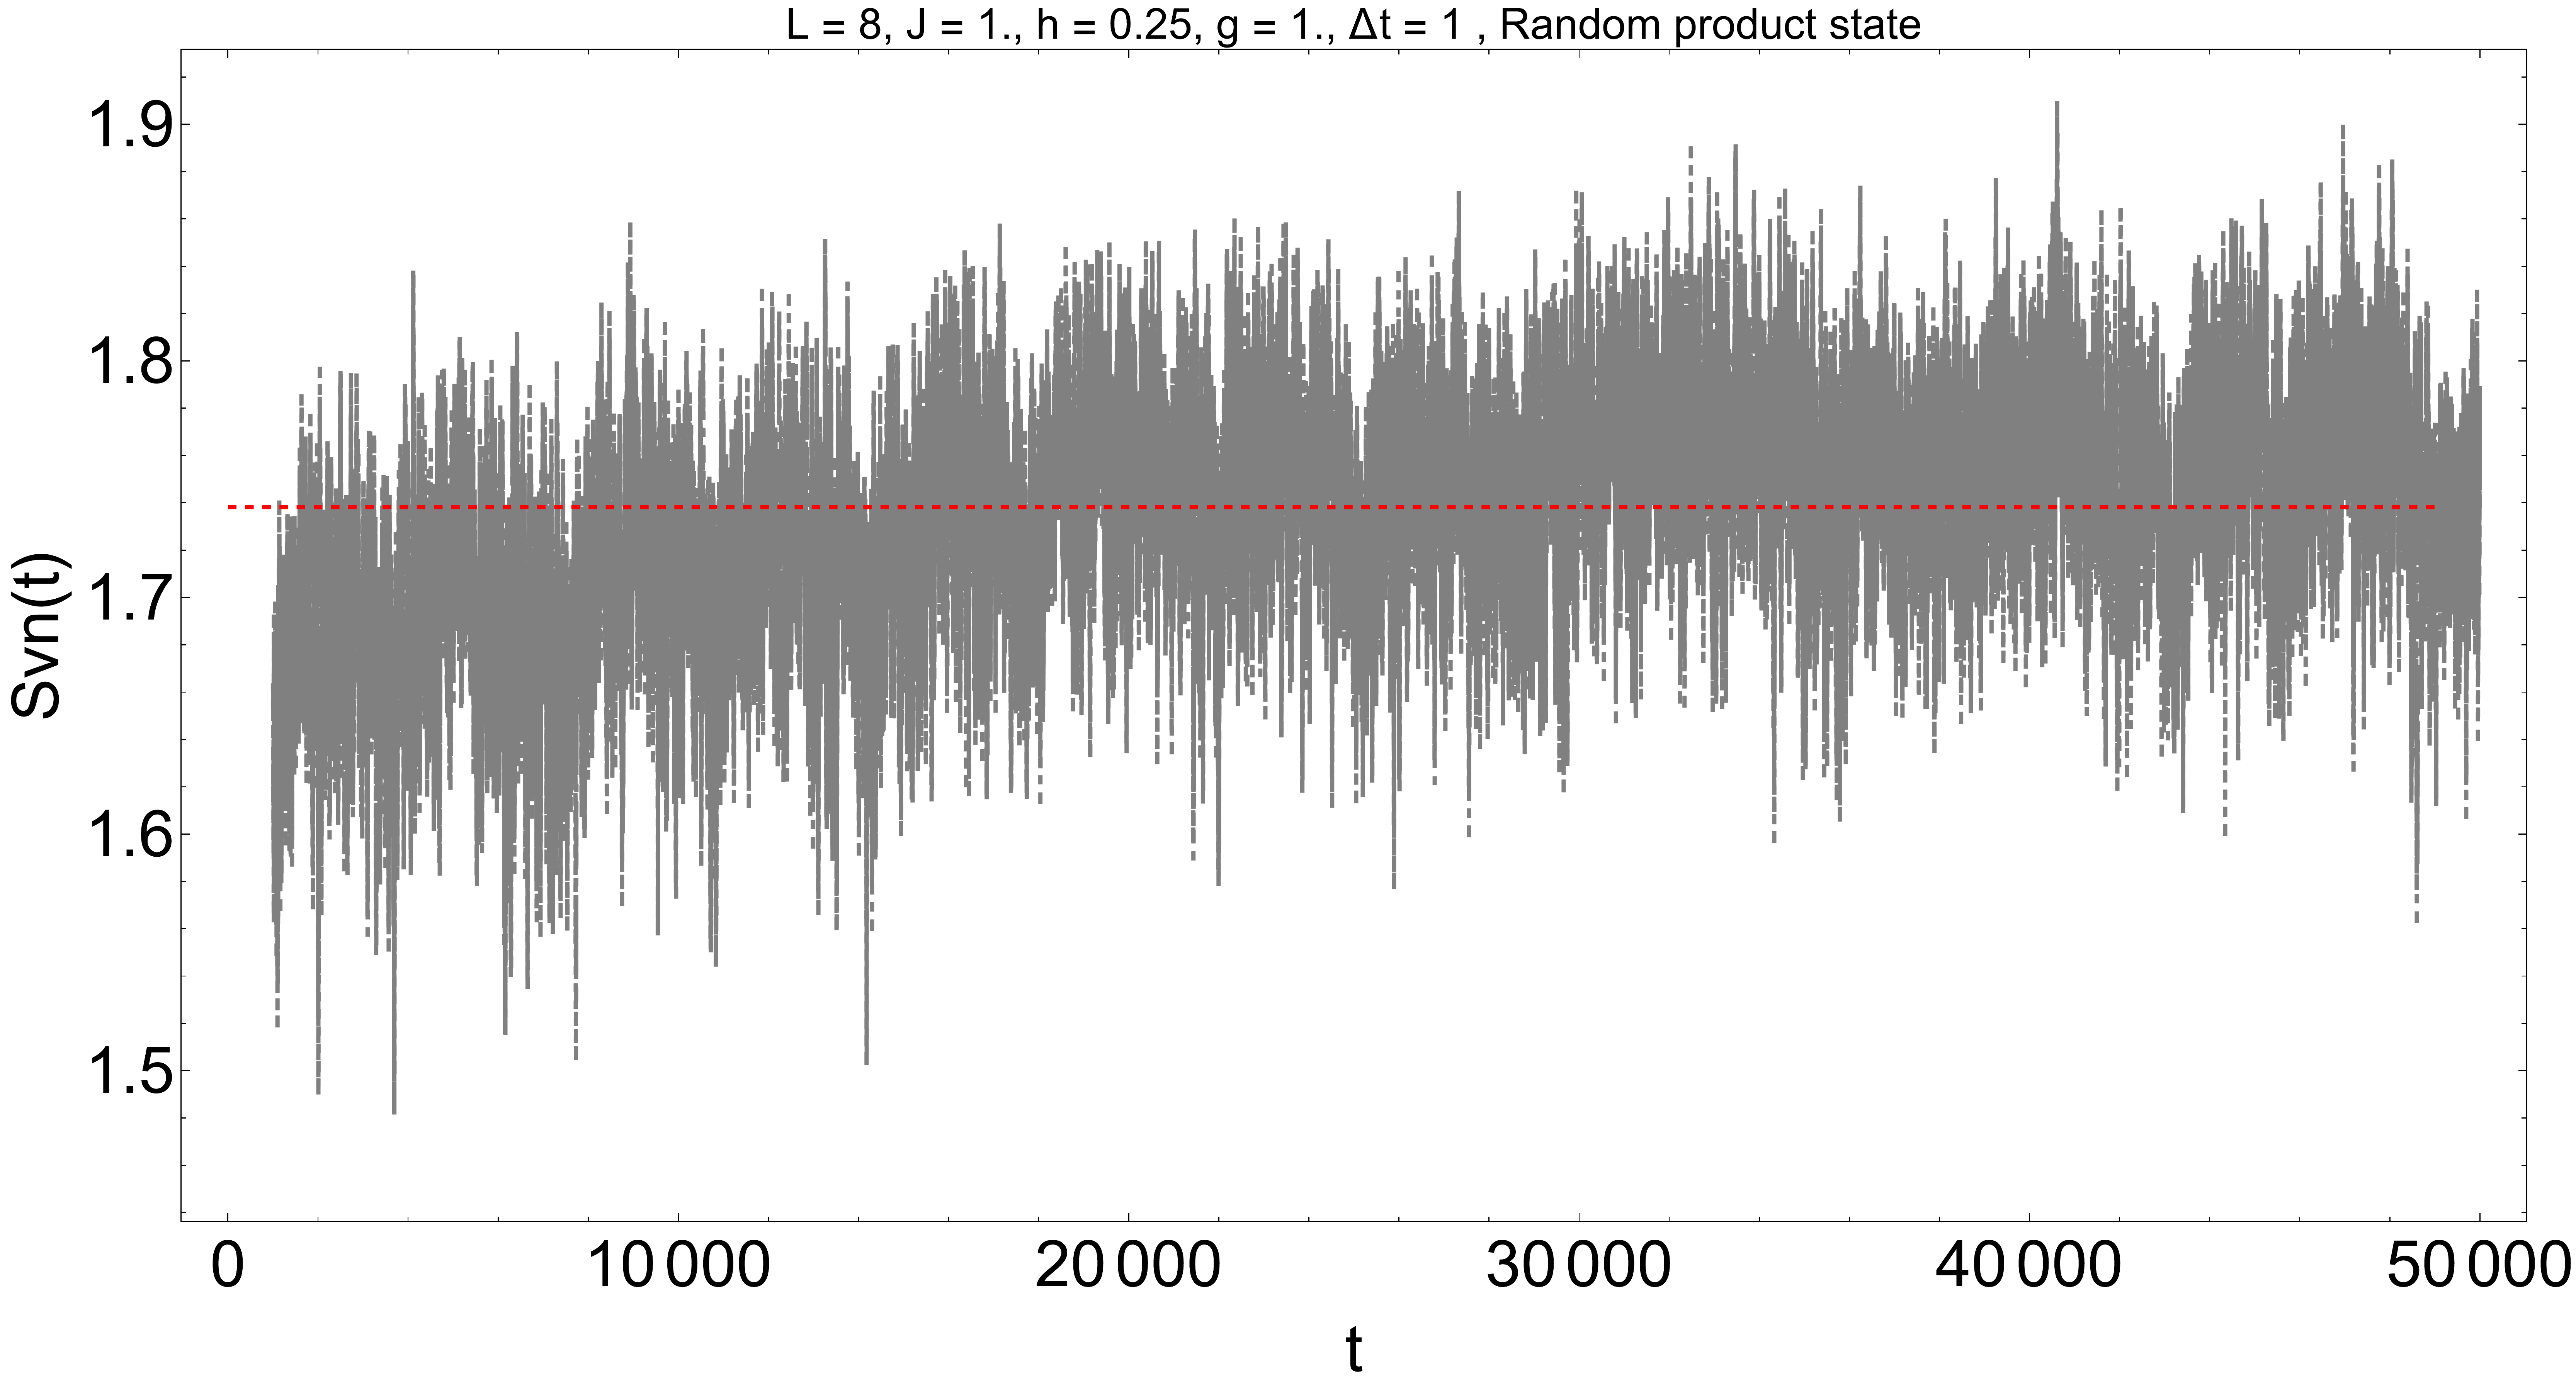 L = 8, J = 1., h = 0.25, g = 1., Δt = 1 , Random product state
1.9
1.8
1.7
1.6
1.5
Svn(t)
0 10 000 20 000 30 000 40 000 50 000
t